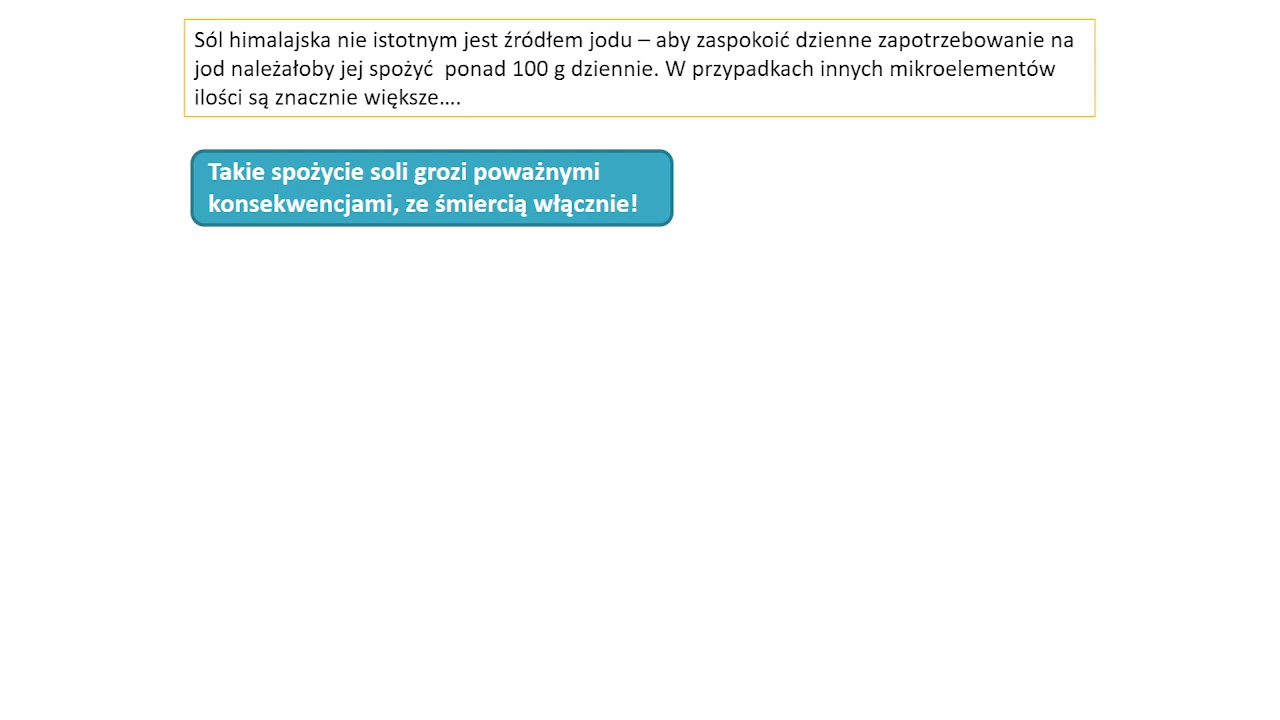 Sól himalajska nie istotnym jest źródłem jodu – aby zaspokoić dzienne zapotrzebowanie na
jod należałoby jej spożyć  ponad 100 g dziennie. W przypadkach innych mikroelementów
ilości są znacznie większe….
Takie spożycie soli grozi poważnymi
konsekwencjami, ze śmiercią włącznie!